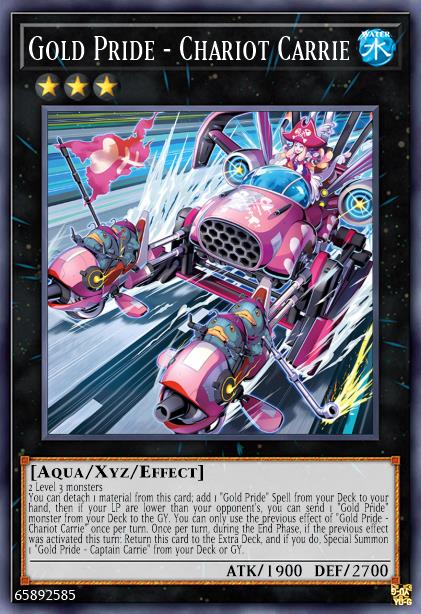 Gold Pride - Chariot Carrie
WATER
水
[Aqua/Xyz/Effect]
2 Level 3 monsters
You can detach 1 material from this card; add 1 "Gold Pride" Spell from your Deck to your
hand, then if your LP are lower than your opponent's, you can send 1 "Gold Pride"
monster from your Deck to the GY. You can only use the previous effect of "Gold Pride -
Chariot Carrie" once per turn. Once per turn, during the End Phase, if the previous effect
was activated this turn: Return this card to the Extra Deck, and if you do, Special Summon
1 "Gold Pride - Captain Carrie" from your Deck or GY.
ATK/1900 DEF/2700
65892585